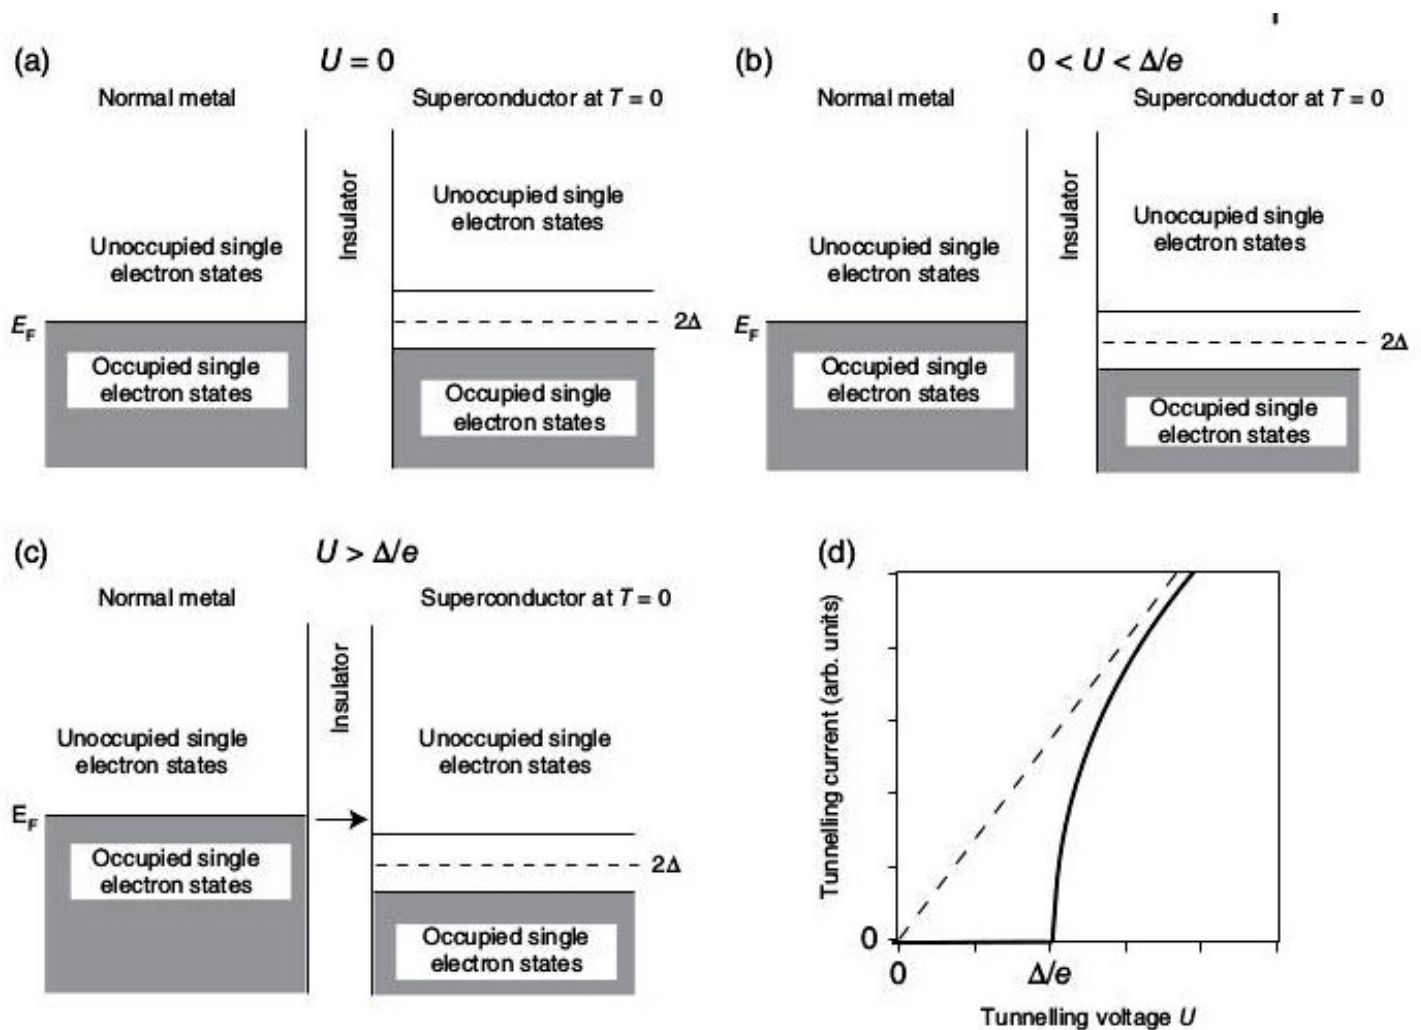 (a)
U = 0
Normal metal
Superconductor at T = 0
Insulator
Unoccupied single
electron states
Unoccupied single
electron states
E_F
2Δ
Occupied single
electron states
Occupied single
electron states
(b)
0 < U < Δ/e
Normal metal
Superconductor at T = 0
Insulator
Unoccupied single
electron states
Unoccupied single
electron states
E_F
2Δ
Occupied single
electron states
Occupied single
electron states
(c)
U > Δ/e
Normal metal
Superconductor at T = 0
Insulator
Unoccupied single
electron states
Unoccupied single
electron states
E_F
2Δ
Occupied single
electron states
Occupied single
electron states
(d)
Tunnelling current (arb. units)
0
0
Δ/e
Tunnelling voltage U